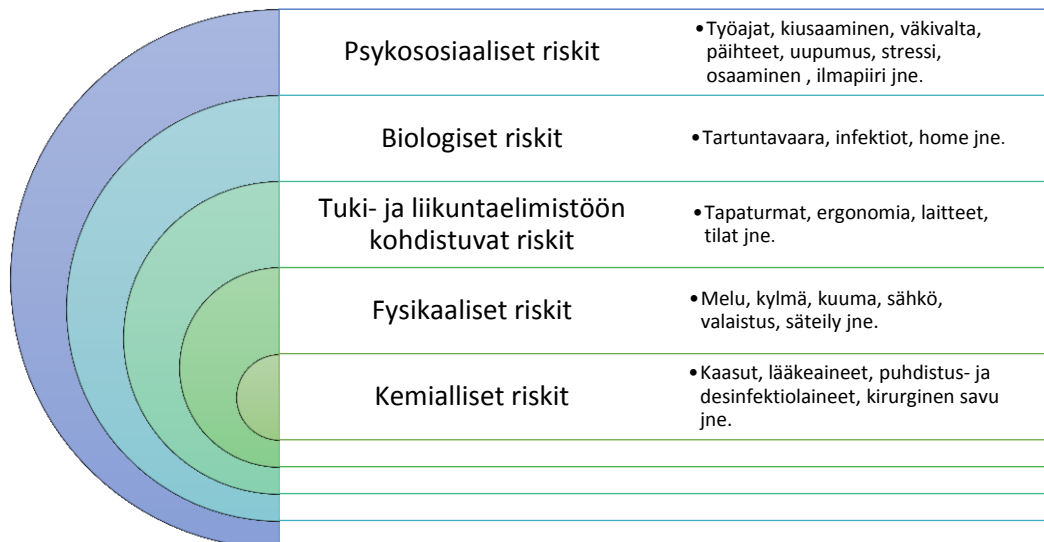 Psykososiaaliset riskit
•Työajat, kiusaaminen, väkivalta,
päihteet, uupumus, stressi,
osaaminen , ilmapiiri jne.
Biologiset riskit
•Tartuntavaara, infektiot, home jne.
Tuki- ja liikuntaelimistöön
kohdistuvat riskit
•Tapaturmat, ergonomia, laitteet,
tilat jne.
Fysikaaliset riskit
•Melu, kylmä, kuuma, sähkö,
valaistus, säteily jne.
Kemialliset riskit
•Kaasut, lääkeaineet, puhdistus- ja
desinfektiolaineet, kirurginen savu
jne.